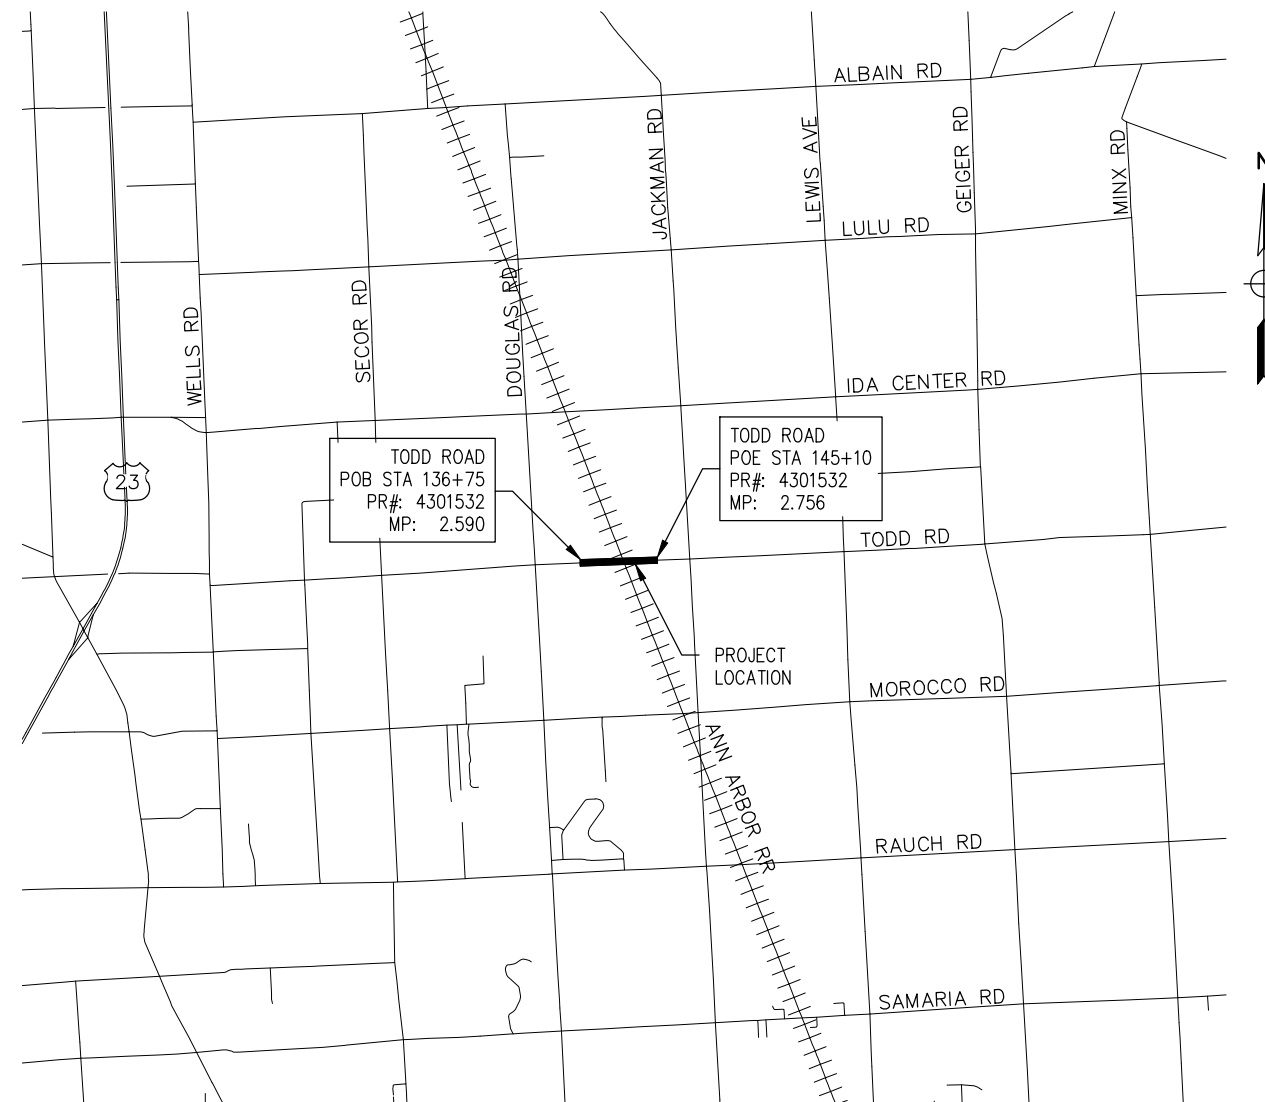 ALBAIN RD
JACKMAN RD
LEWIS AVE
GEIGER RD
MINX RD
N
LULU RD
WELLS RD
SECOR RD
DOUGLAS RD
IDA CENTER RD
23
TODD ROAD
POB STA 136+75
PR#: 4301532
MP: 2.590
TODD ROAD
POE STA 145+10
PR#: 4301532
MP: 2.756
TODD RD
PROJECT
LOCATION
MOROCCO RD
ANN ARBOR RR
RAUCH RD
SAMARIA RD